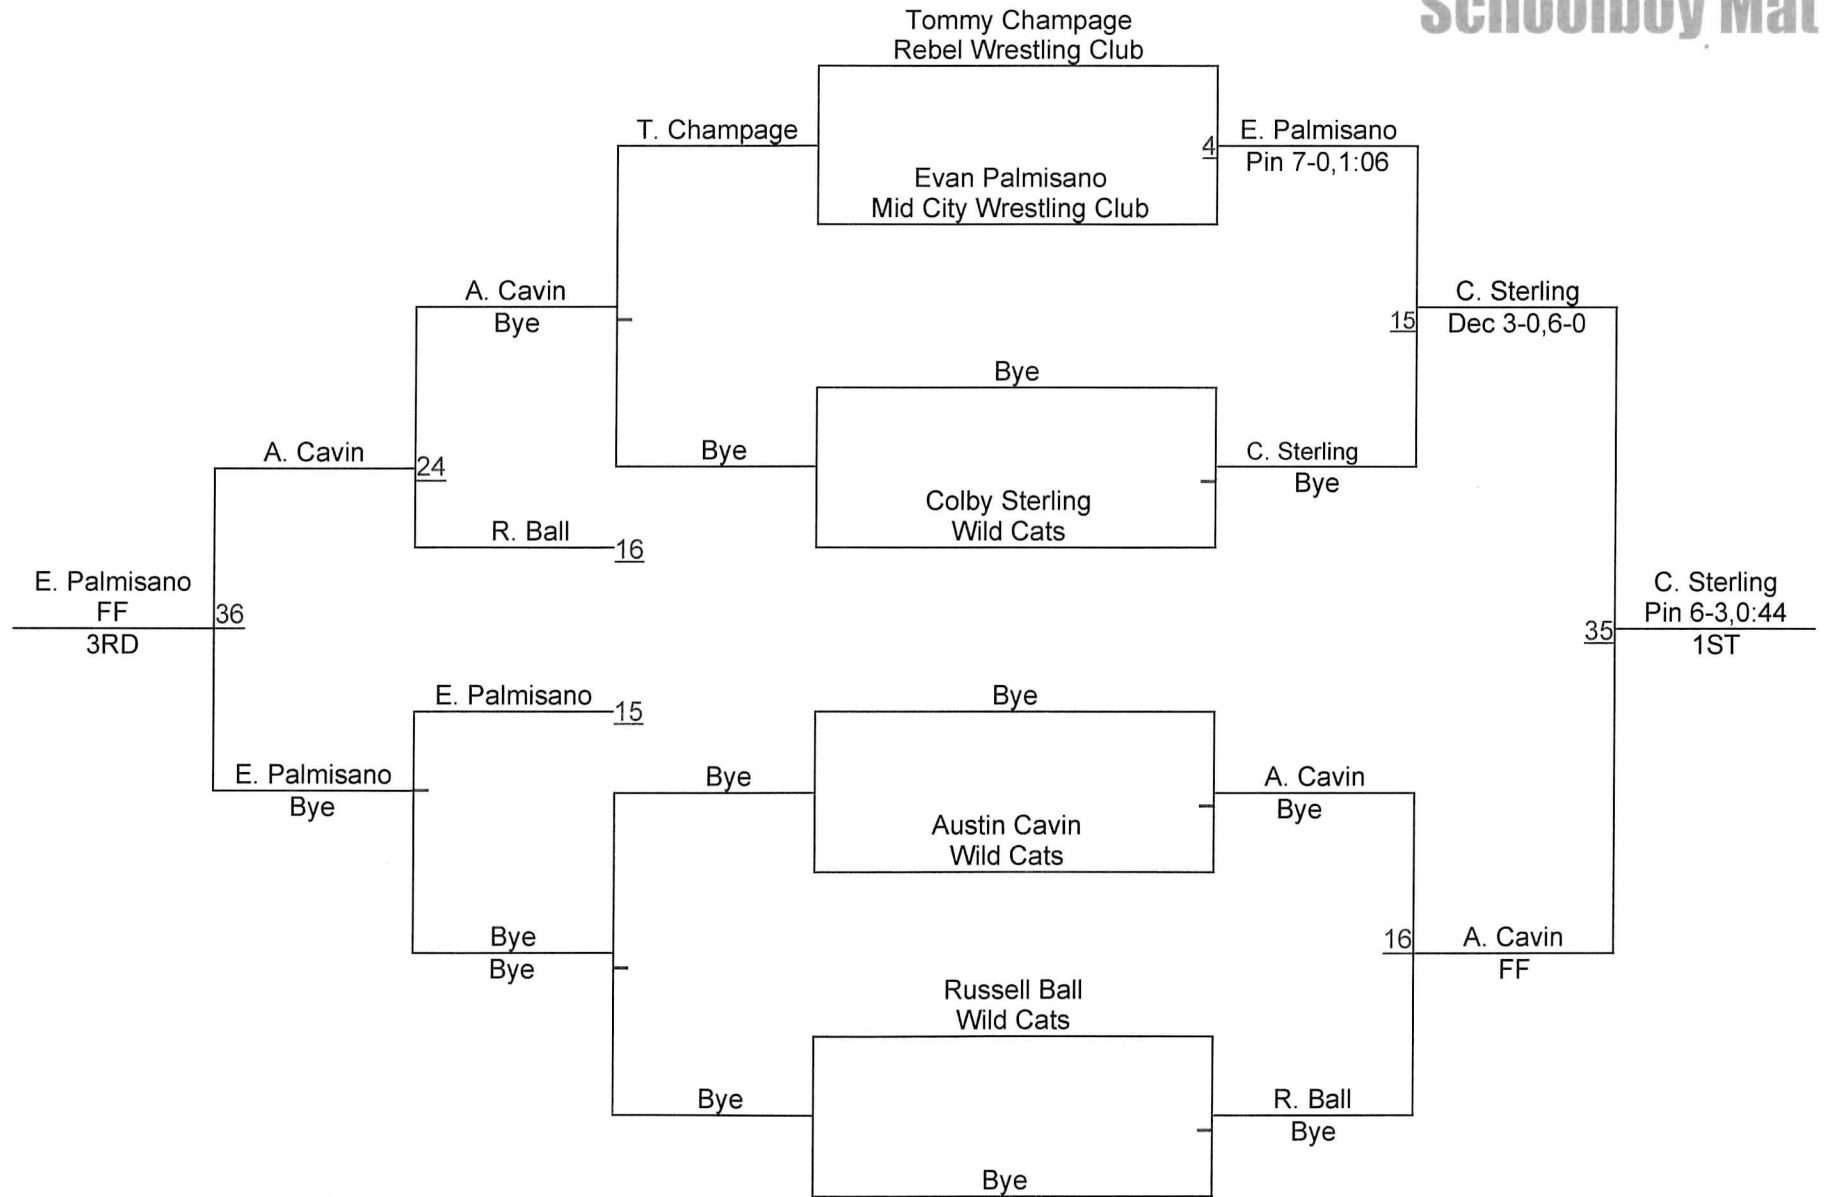 Schoolboy Mat
Tommy Champage
Rebel Wrestling Club
T. Champage
4
E. Palmisano
Pin 7-0,1:06
Evan Palmisano
Mid City Wrestling Club
A. Cavin
Bye
C. Sterling
15
Dec 3-0,6-0
Bye
A. Cavin
24
Bye
C. Sterling
Bye
Colby Sterling
Wild Cats
R. Ball
16
E. Palmisano
FF
36
3RD
C. Sterling
Pin 6-3,0:44
35
1ST
E. Palmisano
15
Bye
E. Palmisano
Bye
Bye
A. Cavin
Bye
Austin Cavin
Wild Cats
Bye
Bye
16
A. Cavin
FF
Russell Ball
Wild Cats
Bye
R. Ball
Bye
Bye